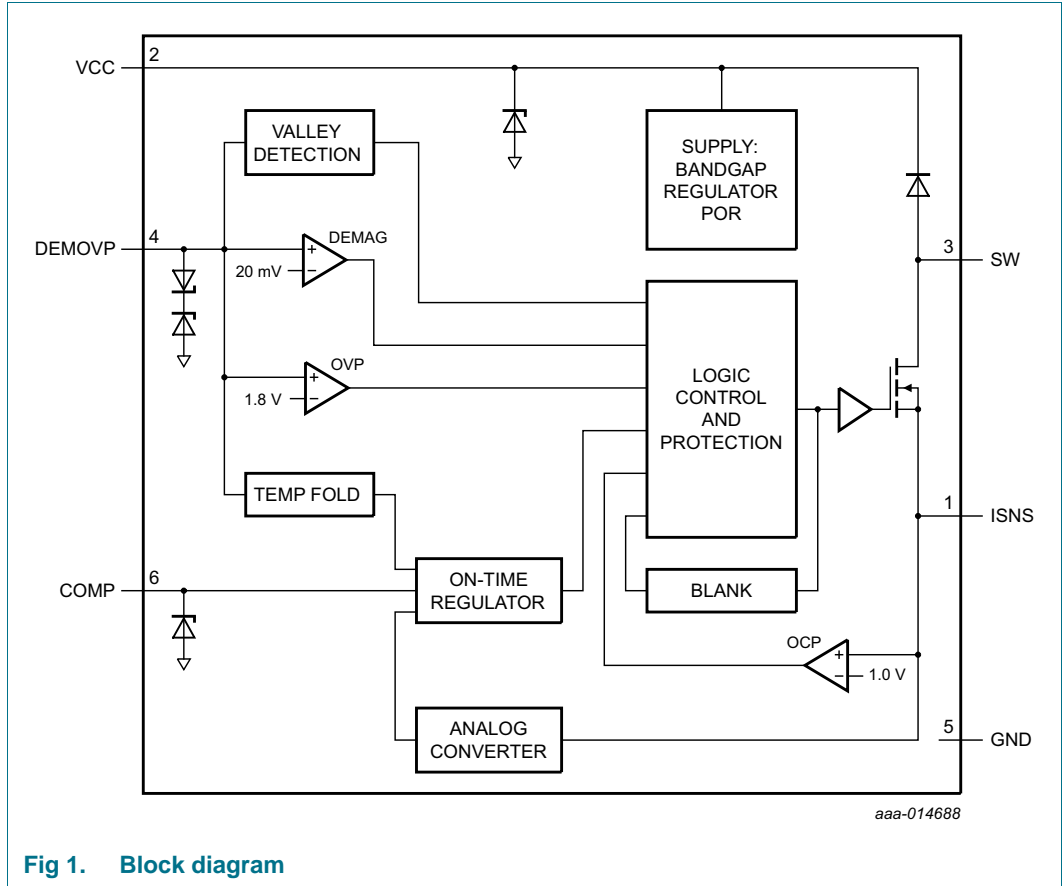 VCC
2
VALLEY
DETECTION
SUPPLY:
BANDGAP
REGULATOR
POR
DEMOVP
4
DEMAG
+
20 mV
−
3
SW
OVP
+
1.8 V
−
LOGIC
CONTROL
AND
PROTECTION
TEMP FOLD
1
ISNS
COMP
6
ON-TIME
REGULATOR
BLANK
OCP
+
−
1.0 V
ANALOG
CONVERTER
5
GND
aaa-014688
Fig 1. Block diagram